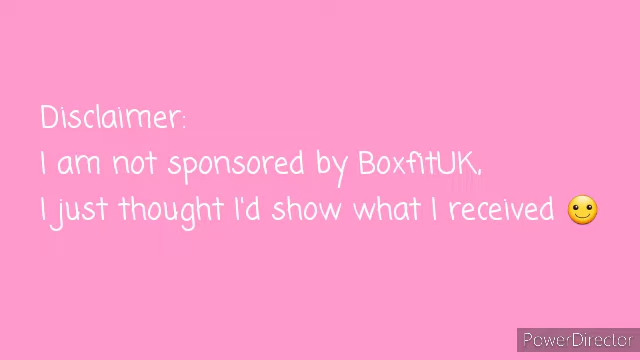 Disclaimer:
I am not sponsored by BoxfitUK,
I just thought I'd show what I received 🙂
PowerDirector